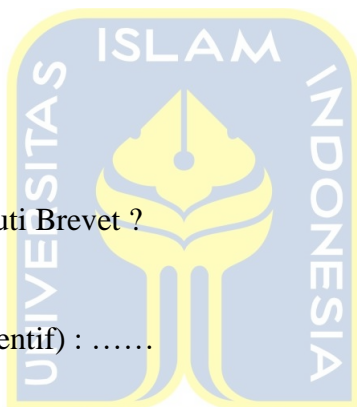 ISLAM
UNIVERSITAS
INDONESIA
uti Brevet ?
entif) : ……